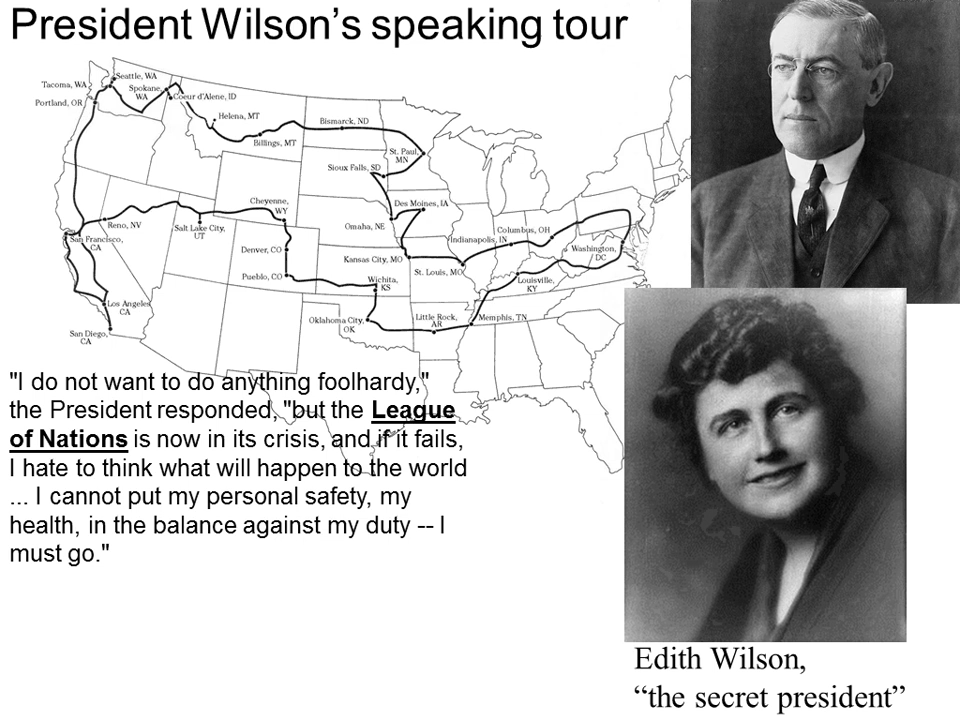 President Wilson’s speaking tour
Seattle, WA
Tacoma, WA
Spokane,
WA
Coeur d'Alene, ID
Portland, OR
Helena, MT
Billings, MT
Bismarck, ND
St. Paul,
MN
Sioux Falls, SD
Des Moines, IA
Omaha, NE
Cheyenne,
WY
Reno, NV
Salt Lake City,
UT
San Francisco,
CA
Denver, CO
Pueblo, CO
Kansas City, MO
St. Louis, MO
Indianapolis, IN
Columbus, OH
Washington,
DC
Louisville,
KY
Wichita,
KS
Los Angeles
CA
San Diego,
CA
Oklahoma City,
OK
Little Rock,
AR
Memphis, TN
"I do not want to do anything foolhardy,"
the President responded, "but the League
of Nations is now in its crisis, and if it fails,
I hate to think what will happen to the world
... I cannot put my personal safety, my
health, in the balance against my duty -- I
must go."
Edith Wilson,
“the secret president”